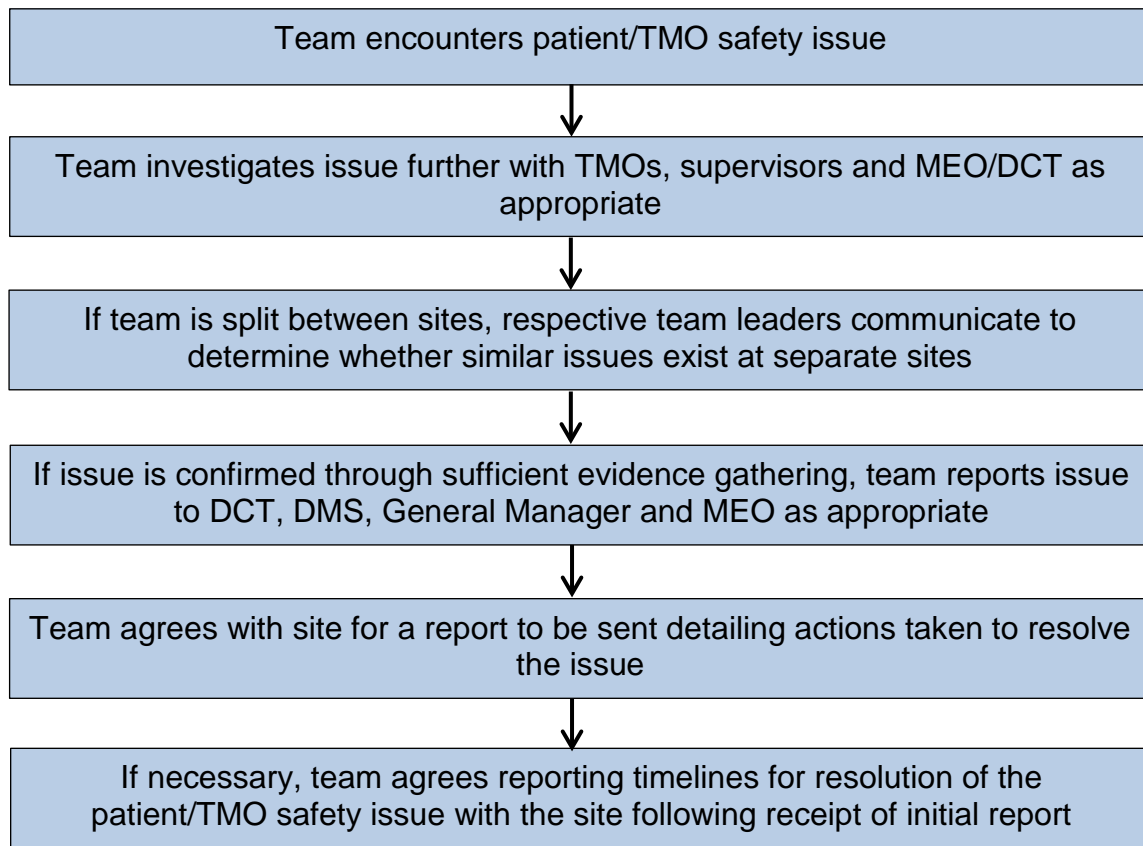 Team encounters patient/TMO safety issue
Team investigates issue further with TMOs, supervisors and MEO/DCT as
appropriate
If team is split between sites, respective team leaders communicate to
determine whether similar issues exist at separate sites
If issue is confirmed through sufficient evidence gathering, team reports issue
to DCT, DMS, General Manager and MEO as appropriate
Team agrees with site for a report to be sent detailing actions taken to resolve
the issue
If necessary, team agrees reporting timelines for resolution of the
patient/TMO safety issue with the site following receipt of initial report